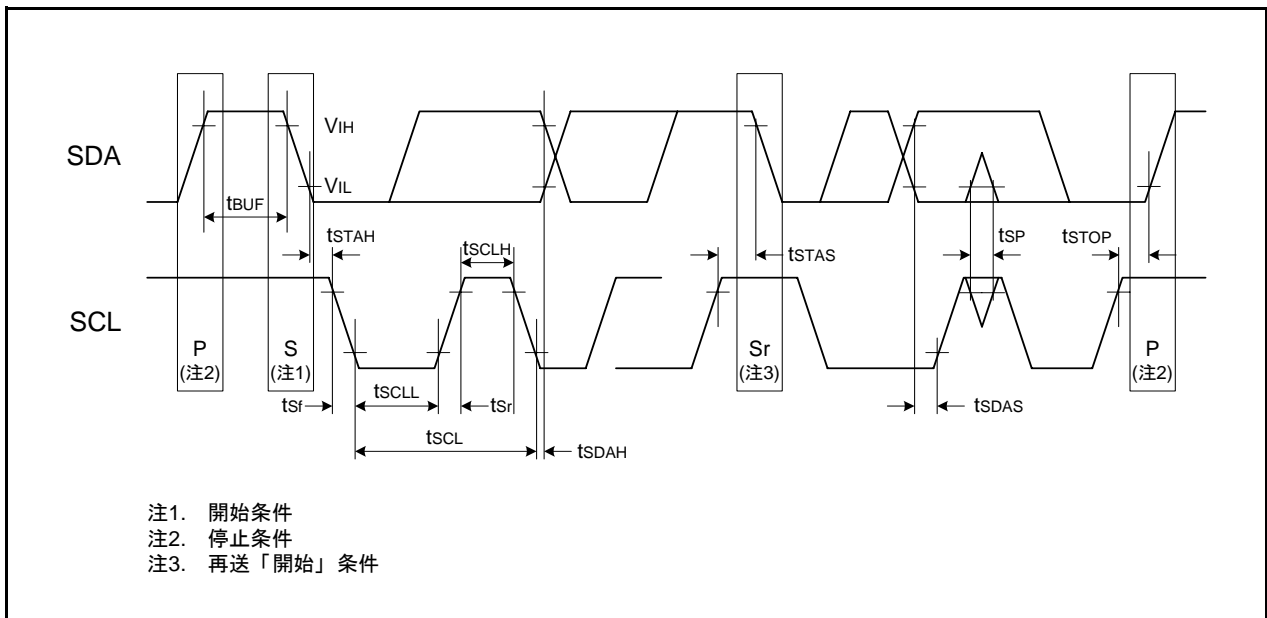 SDA
VIH
VIL
tBUF
tSTAH
tSCLH
tSTAS
tSP
tSTOP
SCL
P
(注2)
S
(注1)
Sr
(注3)
P
(注2)
tSf
tSCLL
tSr
tSDAS
tSCL
tSDAH
注1. 開始条件
注2. 停止条件
注3. 再送「開始」条件